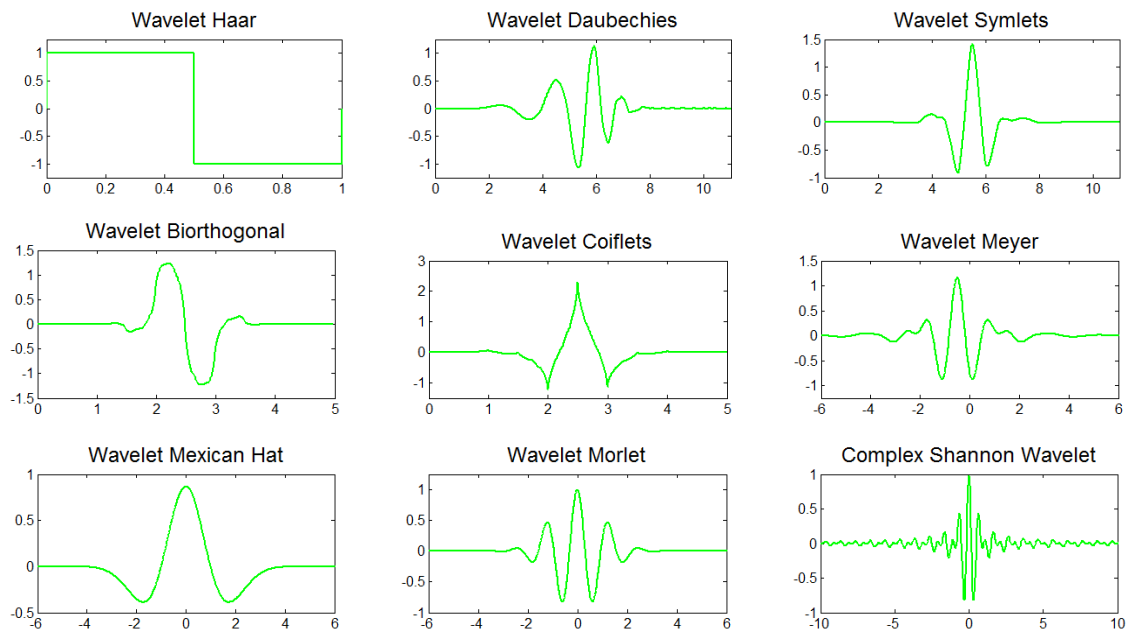 Wavelet Haar
1
0.5
0
-0.5
-1
0 0.2 0.4 0.6 0.8 1
Wavelet Daubechies
1
0.5
0
-0.5
-1
0 2 4 6 8 10
Wavelet Symlets
1.5
1
0.5
0
-0.5
-1
0 2 4 6 8 10
Wavelet Biorthogonal
1.5
1
0.5
0
-0.5
-1
-1.5
0 1 2 3 4 5
Wavelet Coiflets
3
2
1
0
-1
0 1 2 3 4 5
Wavelet Meyer
1.5
1
0.5
0
-0.5
-1
-6 -4 -2 0 2 4 6
Wavelet Mexican Hat
1
0.5
0
-0.5
-6 -4 -2 0 2 4 6
Wavelet Morlet
1
0.5
0
-0.5
-1
-6 -4 -2 0 2 4 6
Complex Shannon Wavelet
1
0.5
0
-0.5
-1
-10 -5 0 5 10